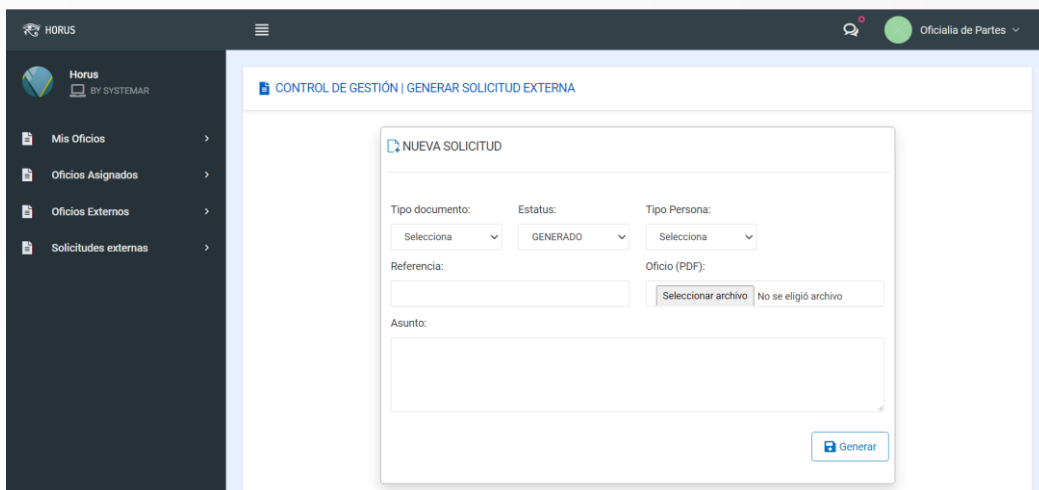 HORUS
Oficialia de Partes
Horus
BY SYSTEMAR
Mis Oficios
Oficios Asignados
Oficios Externos
Solicitudes externas
CONTROL DE GESTIÓN | GENERAR SOLICITUD EXTERNA
NUEVA SOLICITUD
Tipo documento: Estatus: Tipo Persona:
Selecciona GENERADO Selecciona
Referencia: Oficio (PDF):
Seleccionar archivo No se eligió archivo
Asunto:
Generar